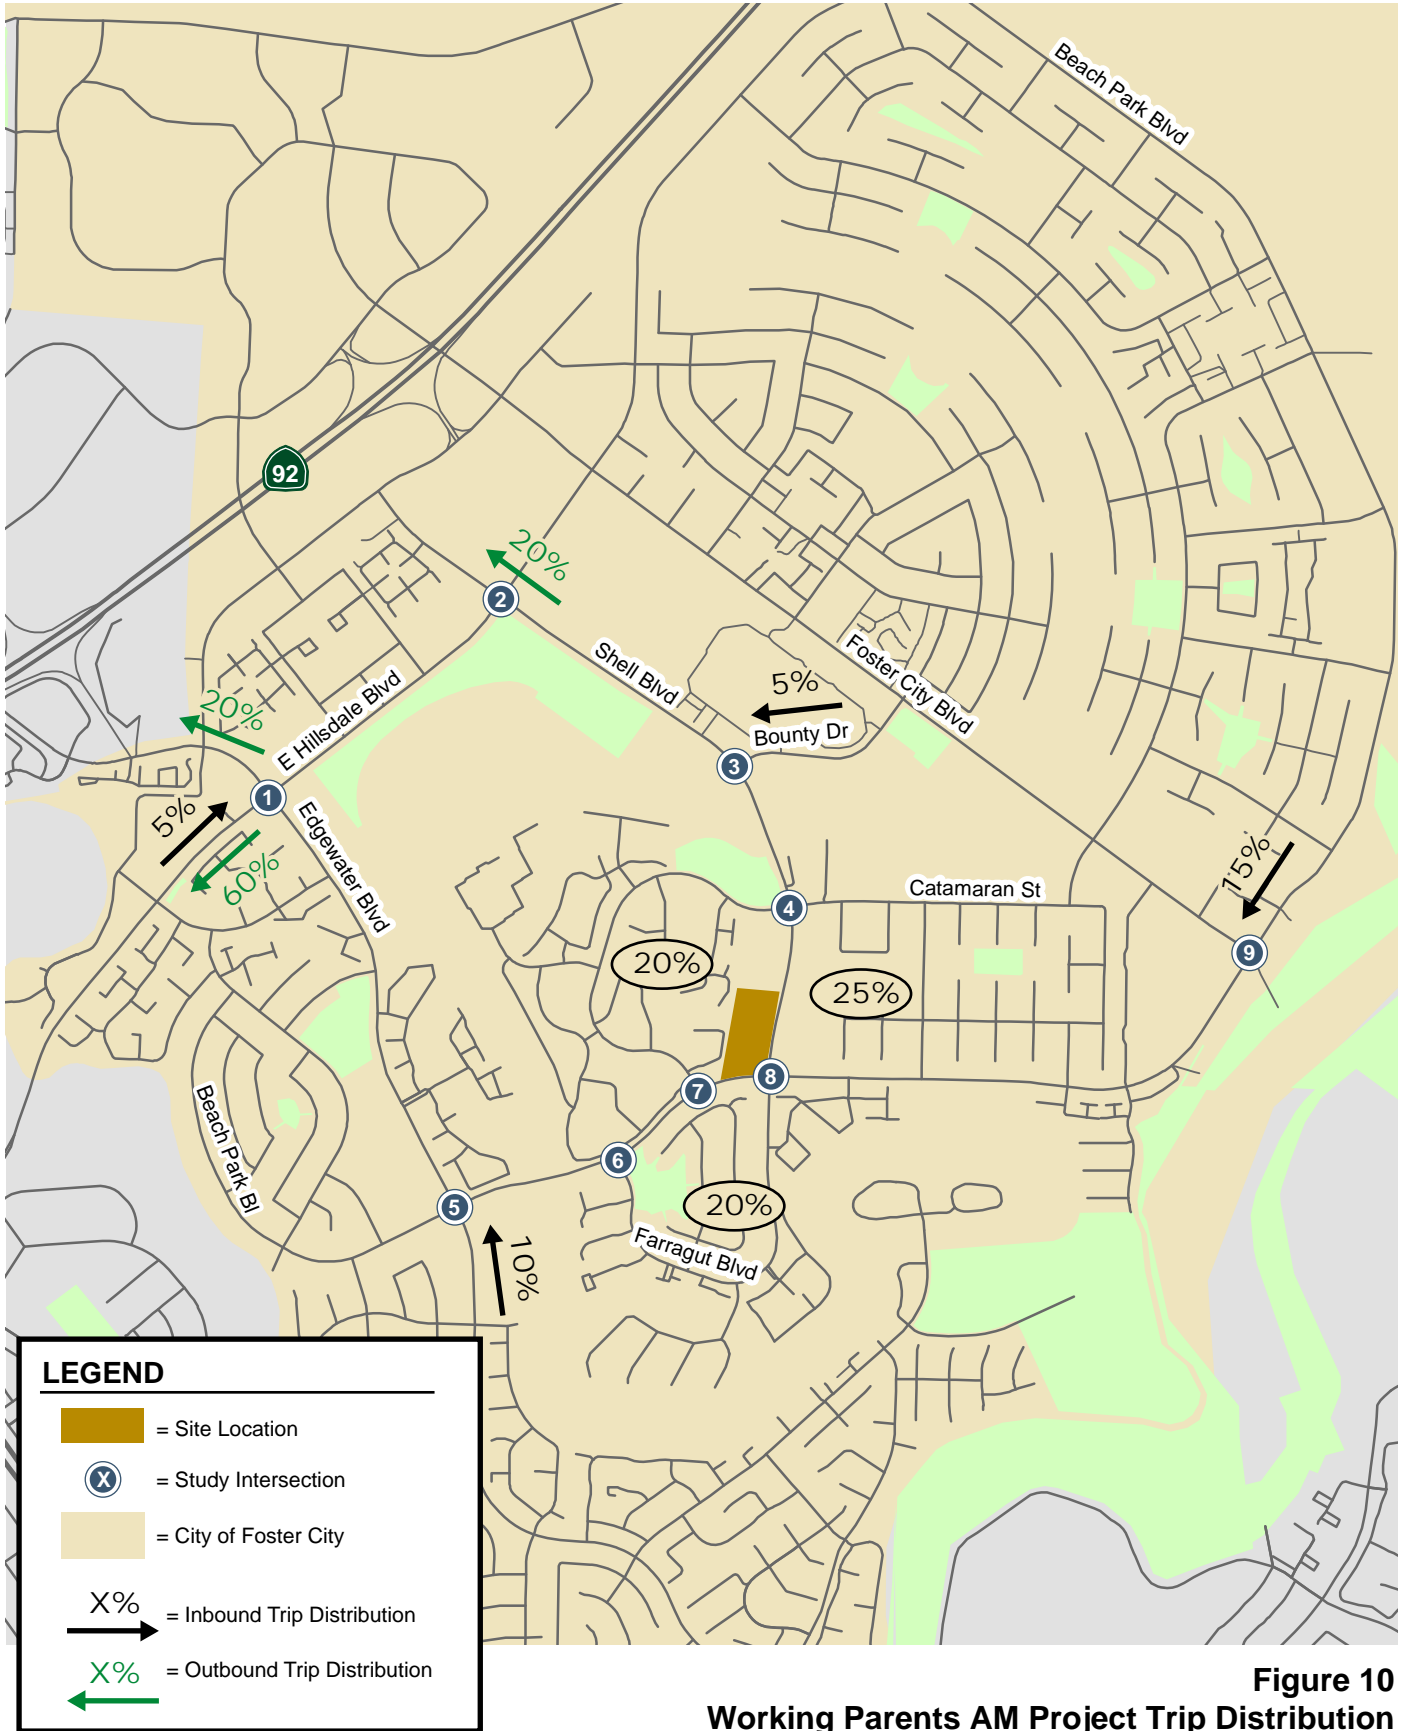 Beach Park Blvd
92
20%
2
Shell Blvd
Foster City Blvd
5%
Bounty Dr
20%
E Hillsdale Blvd
3
1
5%
60%
Edgewater Blvd
15%
Catamaran St
4
9
20%
25%
8
7
Beach Park Bl
6
20%
5
Farragut Blvd
10%
LEGEND
= Site Location
X = Study Intersection
= City of Foster City
X% = Inbound Trip Distribution
X% = Outbound Trip Distribution
Figure 10
Working Parents AM Project Trip Distribution